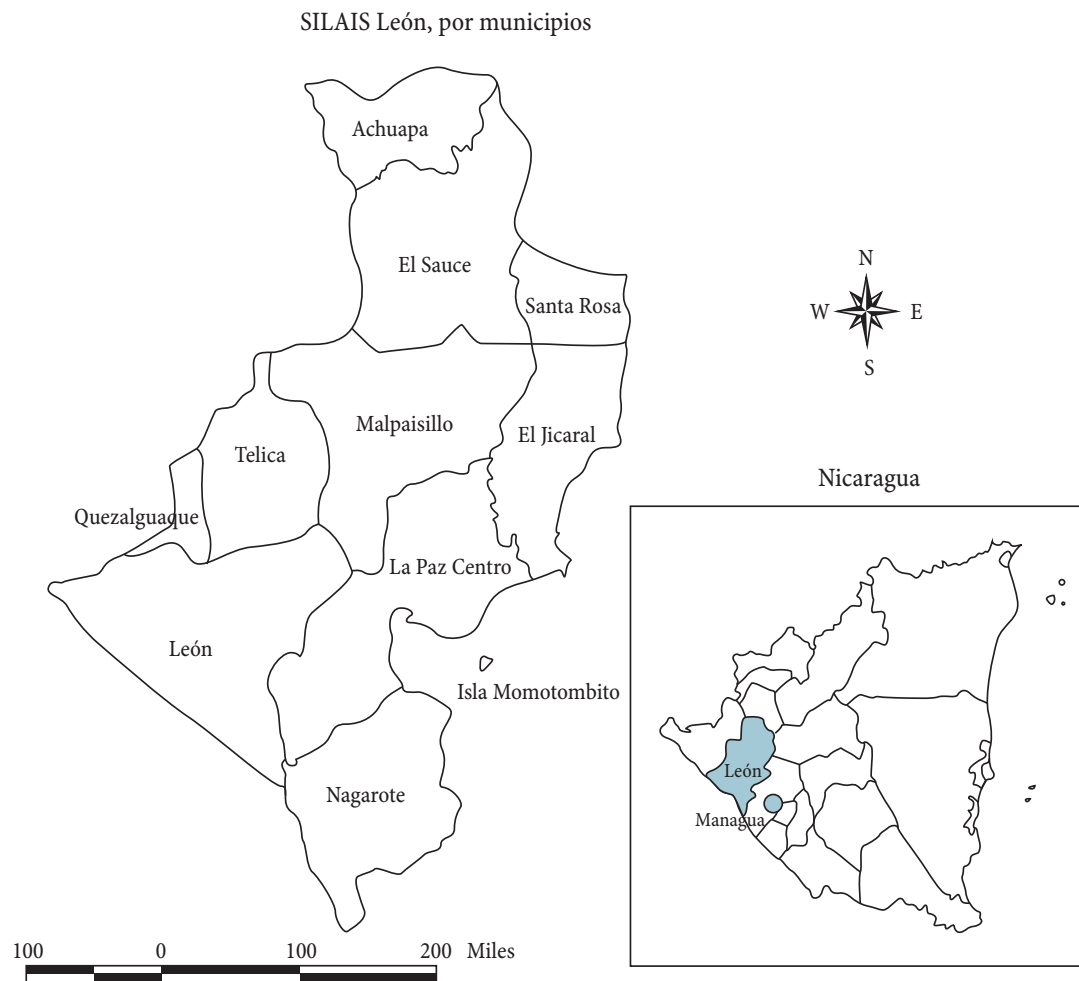 SILAIS León, por municipios
Achuapa
El Sauce
Santa Rosa
Malpaisillo
El Jicaral
Telica
Quezalguaque
La Paz Centro
León
Isla Momotombito
Nagarote
N
W E
S
Nicaragua
León
Managua
100 0 100 200 Miles